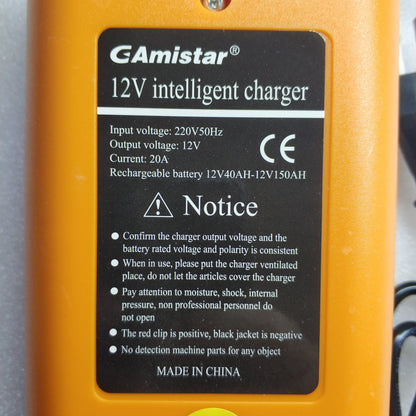 GAmistar®
12V intelligent charger
Input voltage: 220V50Hz
Output voltage: 12V
Current: 20A
Rechargeable battery 12V40AH-12V150AH
CE
Notice
● Confirm the charger output voltage and the
battery rated voltage and polarity is consistent
● When in use, please put the charger ventilated
place, do not let the articles cover the charger
● Pay attention to moisture, shock, internal
pressure, non professional personnel do
not open
● The red clip is positive, black jacket is negative
● No detection machine parts for any object
MADE IN CHINA